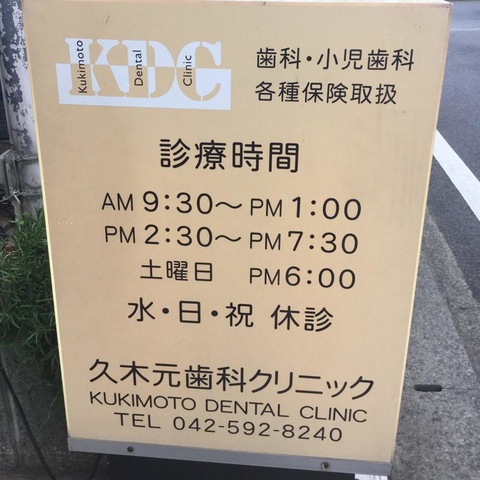 KDC
Kukimoto
Dental
Clinic
歯科・小児歯科
各種保険取扱
診療時間
AM 9:30〜PM 1:00
PM 2:30〜PM 7:30
土曜日 PM 6:00
水・日・祝 休診
久木元歯科クリニック
KUKIMOTO DENTAL CLINIC
TEL 042-592-8240